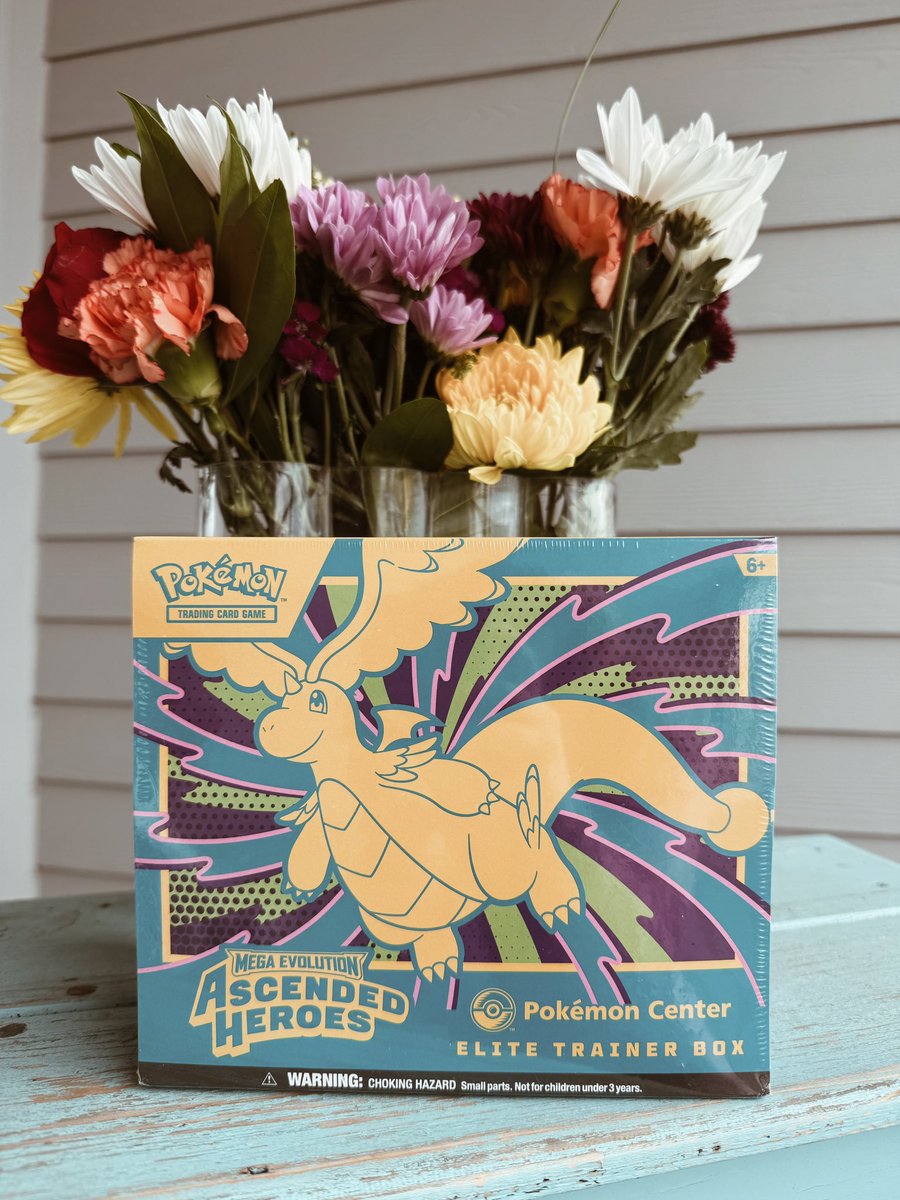 POKéMON™
TRADING CARD GAME
6+
MEGA EVOLUTION
ASCENDED
HEROES
Pokémon Center
ELITE TRAINER BOX
WARNING: CHOKING HAZARD Small parts. Not for children under 3 years.